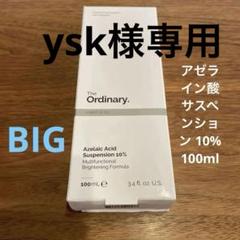 ysk様専用
アゼラ
イン酸
サスペ
ンショ
ン 10%
100ml
BIG
The
Ordinary.
Azelaic Acid
Suspension 10%
Multifunctional
Brightening Formula
100mL ℮
3.4 fl oz U.S.